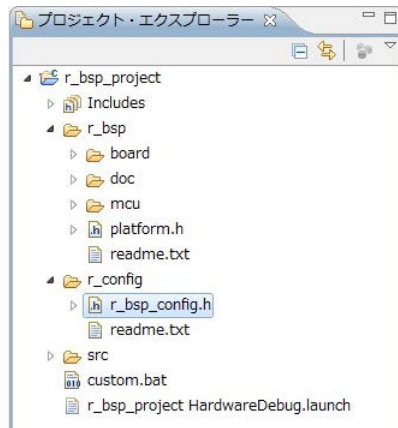 プロジェクト・エクスプローラー
r_bsp_project
Includes
r_bsp
board
doc
mcu
platform.h
readme.txt
r_config
r_bsp_config.h
readme.txt
src
custom.bat
r_bsp_project HardwareDebug.launch